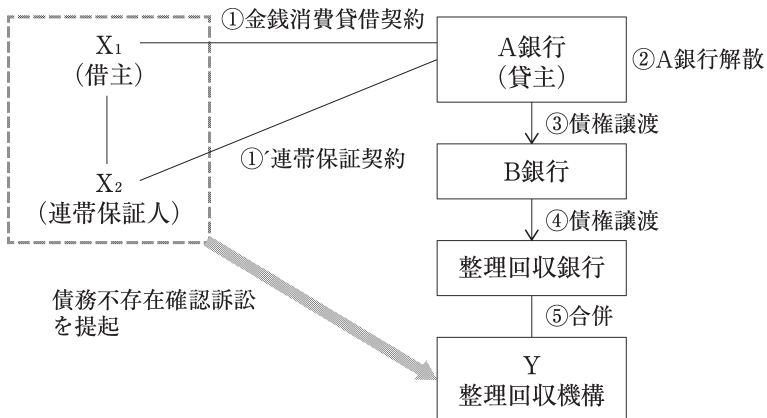 ①金銭消費貸借契約
X₁
(借主)
A銀行
(貸主)
②A銀行解散
③債権譲渡
①´連帯保証契約
X₂
(連帯保証人)
B銀行
④債権譲渡
整理回収銀行
債務不存在確認訴訟
を提起
⑤合併
Y
整理回収機構